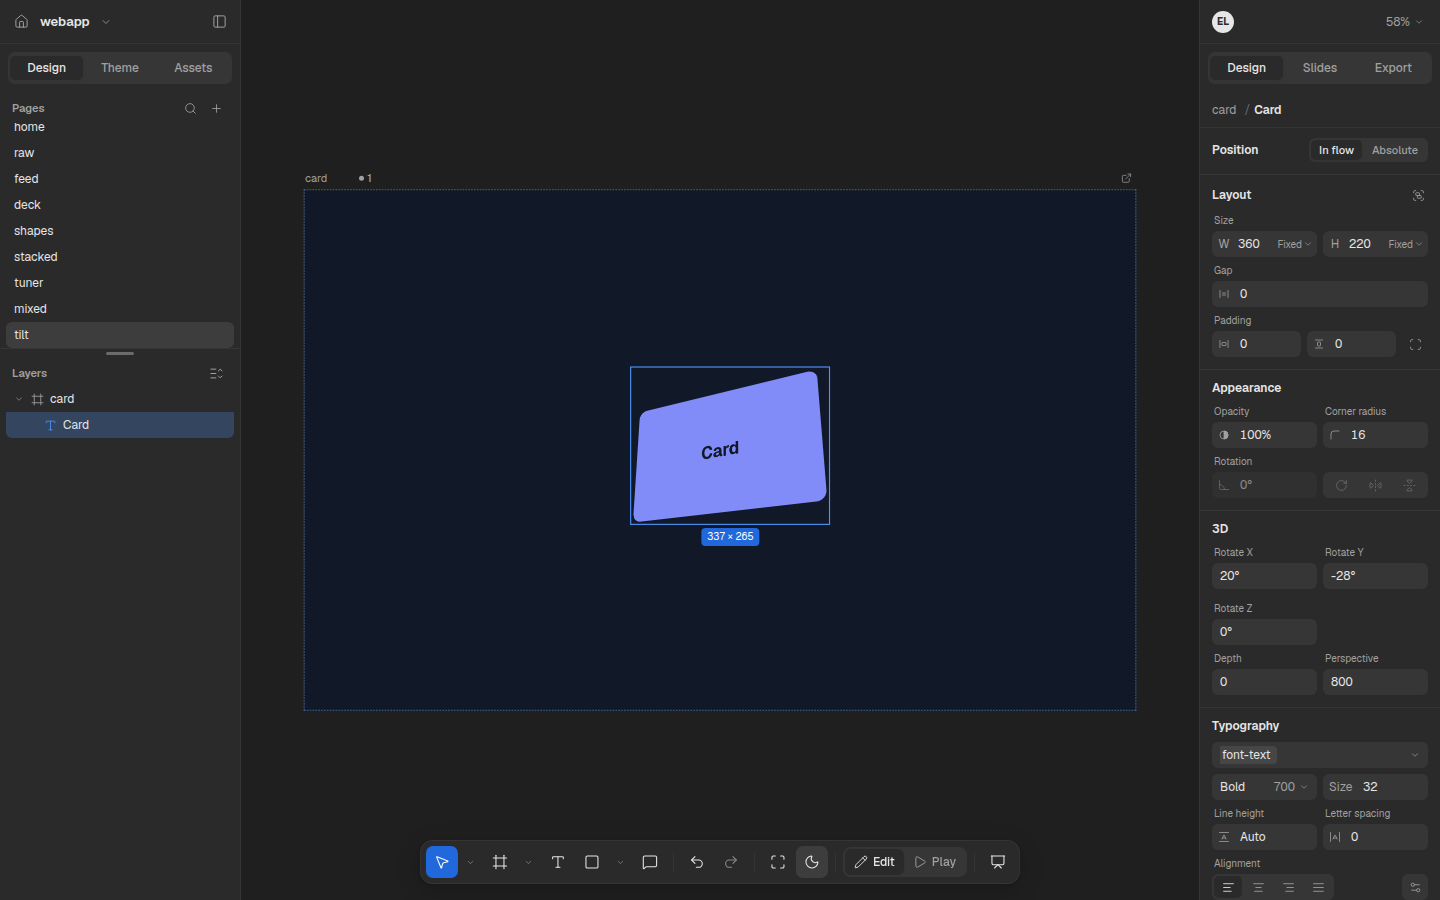 webapp
Design
Theme
Assets
Pages
home
raw
feed
deck
shapes
stacked
tuner
mixed
tilt
Layers
card
Card
card
1
Card
337 × 265
Edit
Play
EL
58%
Design
Slides
Export
card / Card
Position
In flow
Absolute
Layout
Size
W 360 Fixed
H 220 Fixed
Gap
0
Padding
0
0
Appearance
Opacity
Corner radius
100%
16
Rotation
0°
3D
Rotate X
Rotate Y
20°
-28°
Rotate Z
0°
Depth
Perspective
0
800
Typography
font-text
Bold 700
Size 32
Line height
Letter spacing
Auto
0
Alignment